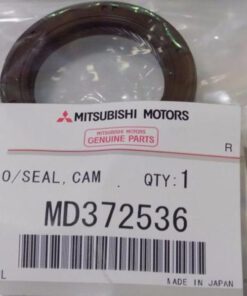 MITSUBISHI MOTORS
MITSUBISHI MOTORS
GENUINE PARTS
R
O/SEAL, CAM . QTY:1
MD372536
L
MADE IN JAPAN